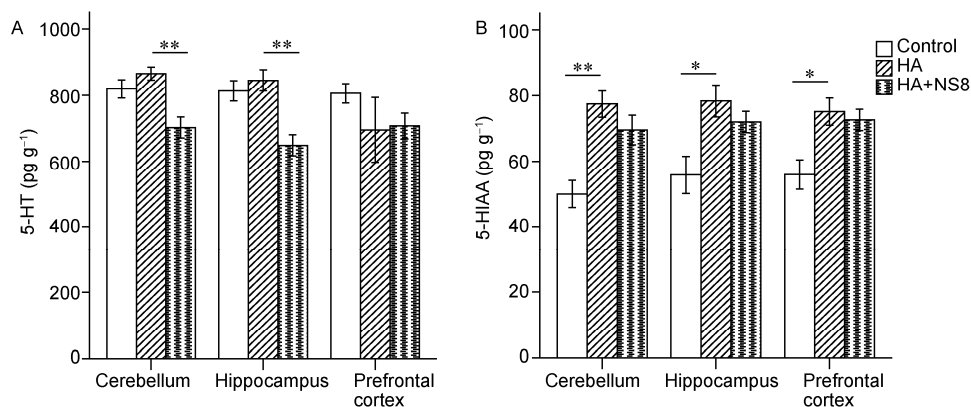 A
5-HT (pg g⁻¹)
1000
800
600
400
200
0
**
**
Cerebellum
Hippocampus
Prefrontal
cortex
B
5-HIAA (pg g⁻¹)
100
80
60
40
20
0
**
*
*
Cerebellum
Hippocampus
Prefrontal
cortex
Control
HA
HA+NS8